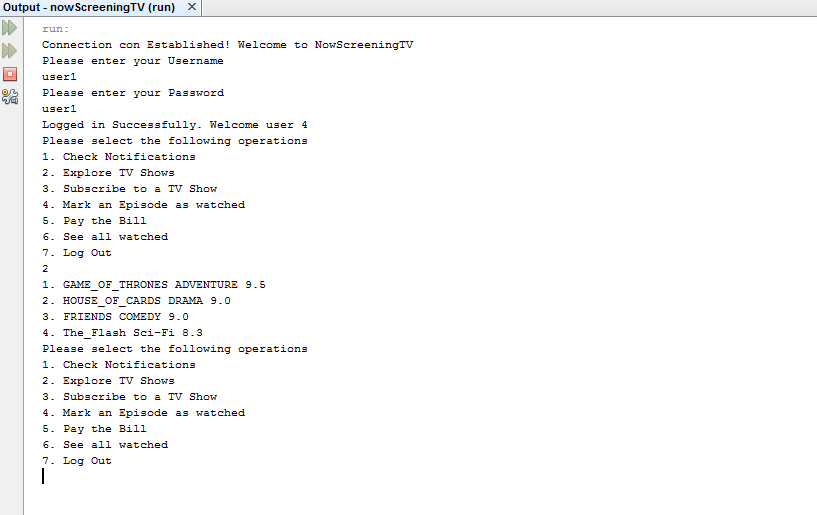 Output - nowScreeningTV (run) ×
run:
Connection con Established! Welcome to NowScreeningTV
Please enter your Username
user1
Please enter your Password
user1
Logged in Successfully. Welcome user 4
Please select the following operations
1. Check Notifications
2. Explore TV Shows
3. Subscribe to a TV Show
4. Mark an Episode as watched
5. Pay the Bill
6. See all watched
7. Log Out
2
1. GAME_OF_THRONES ADVENTURE 9.5
2. HOUSE_OF_CARDS DRAMA 9.0
3. FRIENDS COMEDY 9.0
4. The_Flash Sci-Fi 8.3
Please select the following operations
1. Check Notifications
2. Explore TV Shows
3. Subscribe to a TV Show
4. Mark an Episode as watched
5. Pay the Bill
6. See all watched
7. Log Out